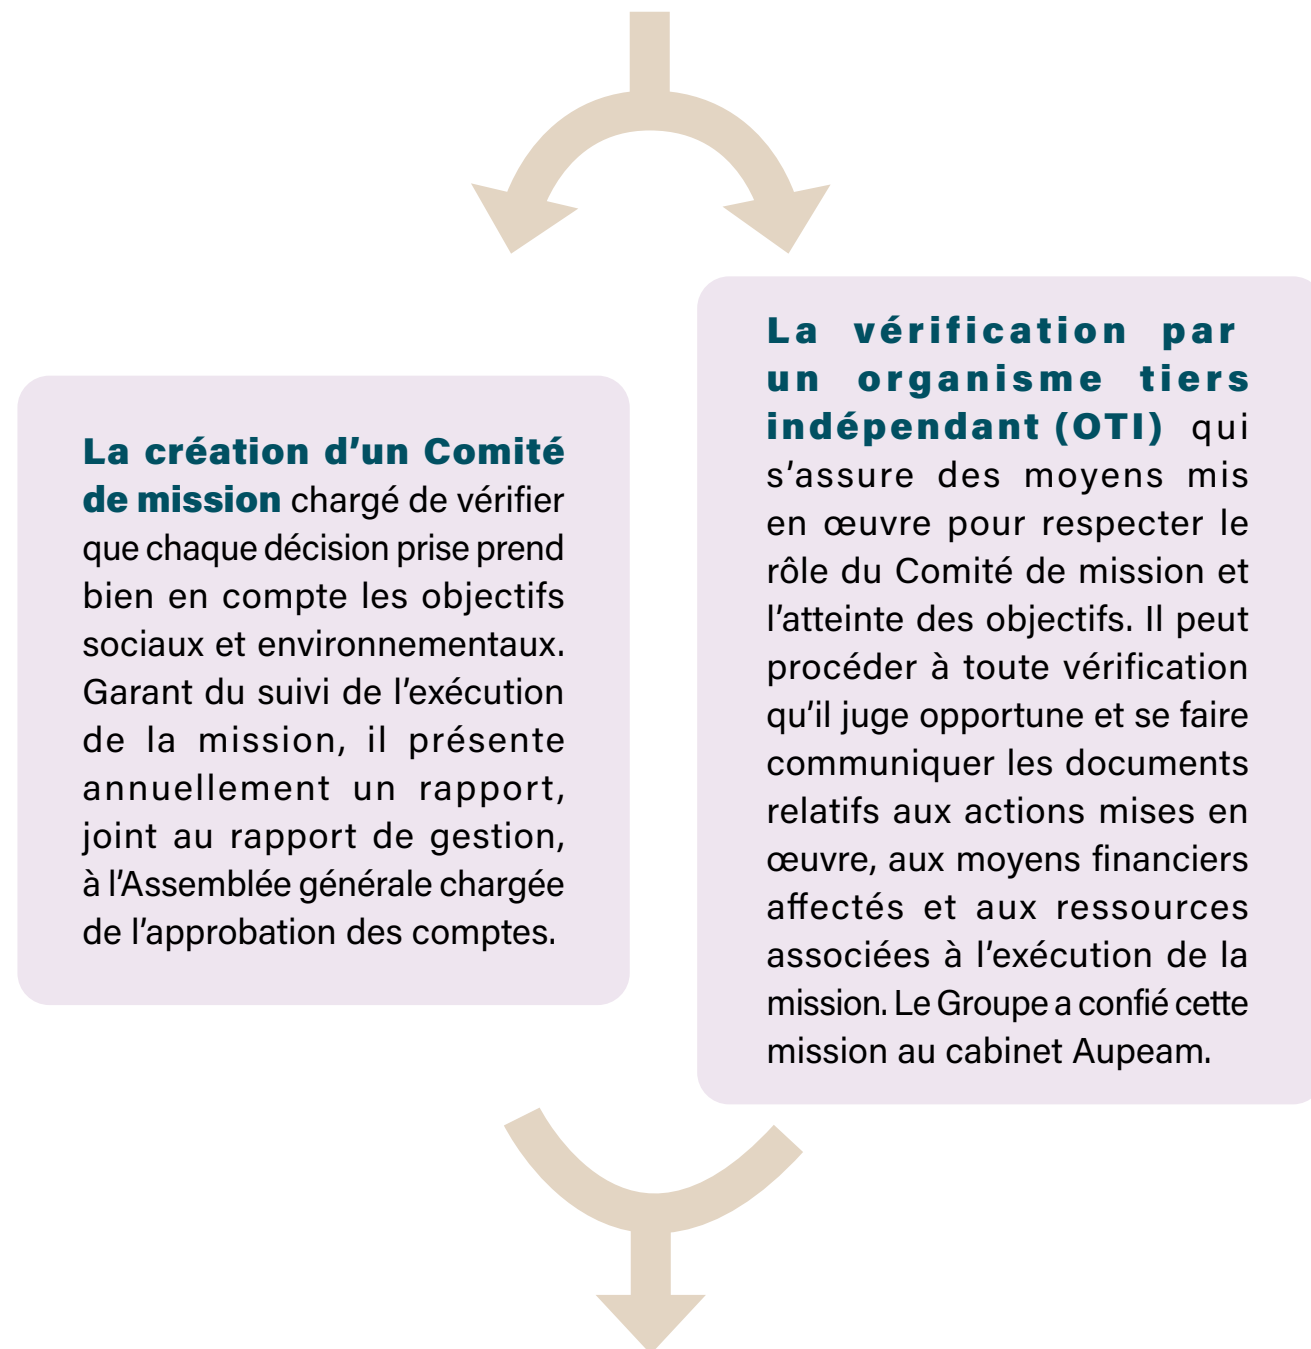 La création d’un Comité
de mission chargé de vérifier
que chaque décision prise prend
bien en compte les objectifs
sociaux et environnementaux.
Garant du suivi de l’exécution
de la mission, il présente
annuellement un rapport,
joint au rapport de gestion,
à l’Assemblée générale chargée
de l’approbation des comptes.
La vérification par
un organisme tiers
indépendant (OTI) qui
s’assure des moyens mis
en œuvre pour respecter le
rôle du Comité de mission et
l’atteinte des objectifs. Il peut
procéder à toute vérification
qu’il juge opportune et se faire
communiquer les documents
relatifs aux actions mises en
œuvre, aux moyens financiers
affectés et aux ressources
associées à l’exécution de la
mission. Le Groupe a confié cette
mission au cabinet Aupeam.